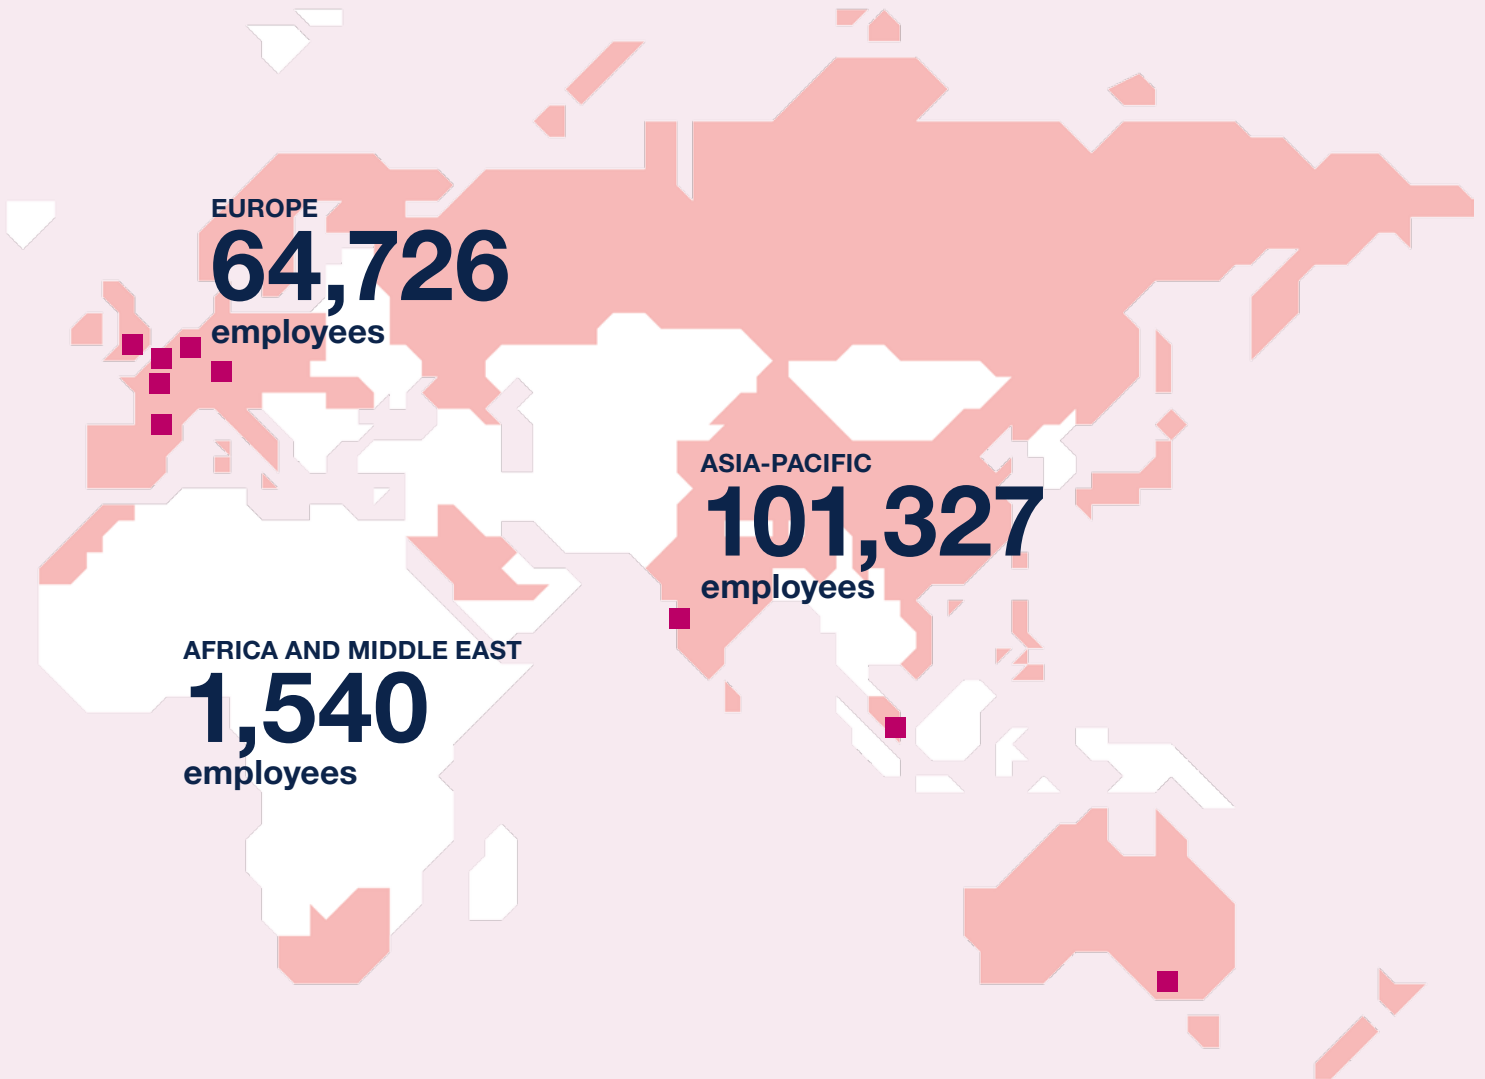 EUROPE
64,726
employees
ASIA-PACIFIC
101,327
employees
AFRICA AND MIDDLE EAST
1,540
employees